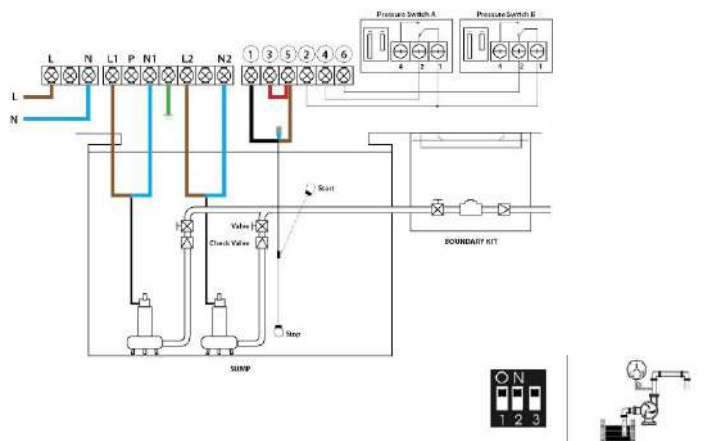 Pressure Switch A Pressure Switch B
4 2 1 4 2 1
L N L1 P N1 L2 N2 1 3 5 2 4 6
L
N
Start
Valve
Check Valve
BOUNDARY KIT
Stop
SUMP
ON
1 2 3